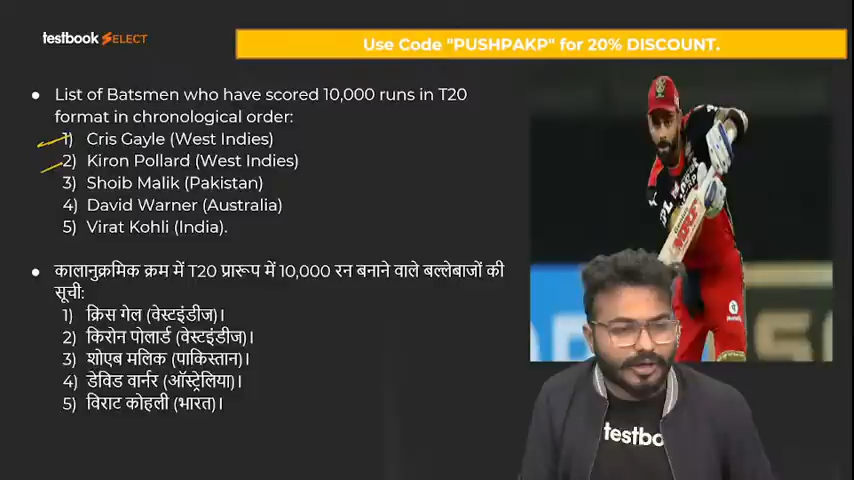 testbook SELECT
Use Code "PUSHPAKP" for 20% DISCOUNT.
● List of Batsmen who have scored 10,000 runs in T20
format in chronological order:
1) Cris Gayle (West Indies)
2) Kiron Pollard (West Indies)
3) Shoib Malik (Pakistan)
4) David Warner (Australia)
5) Virat Kohli (India).
● कालानुक्रमिक क्रम में T20 प्रारूप में 10,000 रन बनाने वाले बल्लेबाजों की
सूची:
1) क्रिस गेल (वेस्टइंडीज)।
2) किरोन पोलार्ड (वेस्टइंडीज)।
3) शोएब मलिक (पाकिस्तान)।
4) डेविड वार्नर (ऑस्ट्रेलिया)।
5) विराट कोहली (भारत)।
MRF
testbo